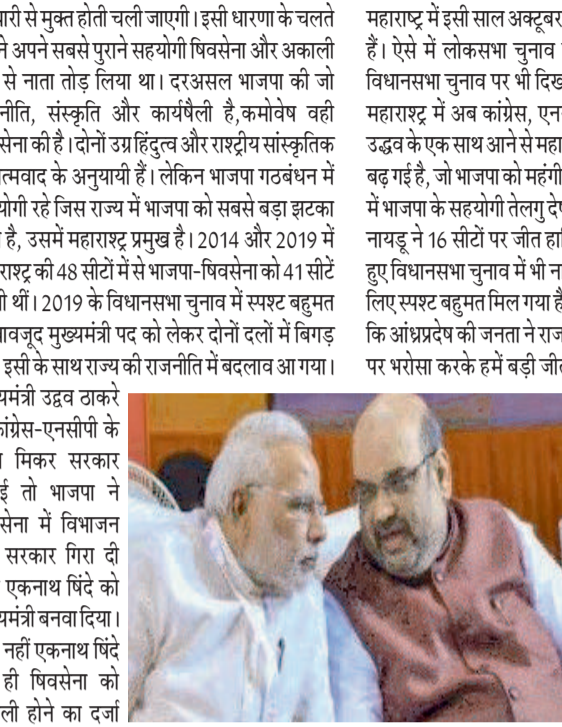 यारी से मुक्त होती चली जाएगी। इसी धारणा के चलते
ने अपने सबसे पुराने सहयोगी षिवसेना और अकाली
से नाता तोड़ लिया था। दरअसल भाजपा की जो
नीति, संस्कृति और कार्यषैली है,कमोवेष वही
सेना की है। दोनों उग्र हिंदुत्व और राश्ट्रीय सांस्कृतिक
त्मवाद के अनुयायी हैं। लेकिन भाजपा गठबंधन में
योगी रहे जिस राज्य में भाजपा को सबसे बड़ा झटका
है, उसमें महाराश्ट्र प्रमुख है। 2014 और 2019 में
राश्ट्र की 48 सीटों में से भाजपा-षिवसेना को 41 सीटें
ी थीं। 2019 के विधानसभा चुनाव में स्पश्ट बहुमत
ावजूद मुख्यमंत्री पद को लेकर दोनों दलों में बिगड़
इसी के साथ राज्य की राजनीति में बदलाव आ गया।
यमंत्री उद्वव ठाकरे
कांग्रेस-एनसीपी के
मिकर सरकार
ई तो भाजपा ने
सेना में विभाजन
सरकार गिरा दी
एकनाथ षिंदे को
यमंत्री बनवा दिया।
नहीं एकनाथ षिंदे
ही षिवसेना को
ली होने का दर्जा
महाराश्ट्र में इसी साल अक्टूबर
हैं। ऐसे में लोकसभा चुनाव
विधानसभा चुनाव पर भी दिख
महाराश्ट्र में अब कांग्रेस, एन
उद्धव के एक साथ आने से महा
बढ़ गई है, जो भाजपा को महंगी
में भाजपा के सहयोगी तेलगु दे
नायडू ने 16 सीटों पर जीत हा
हुए विधानसभा चुनाव में भी न
लिए स्पश्ट बहुमत मिल गया है
कि आंध्रप्रदेष की जनता ने राज
पर भरोसा करके हमें बड़ी जी